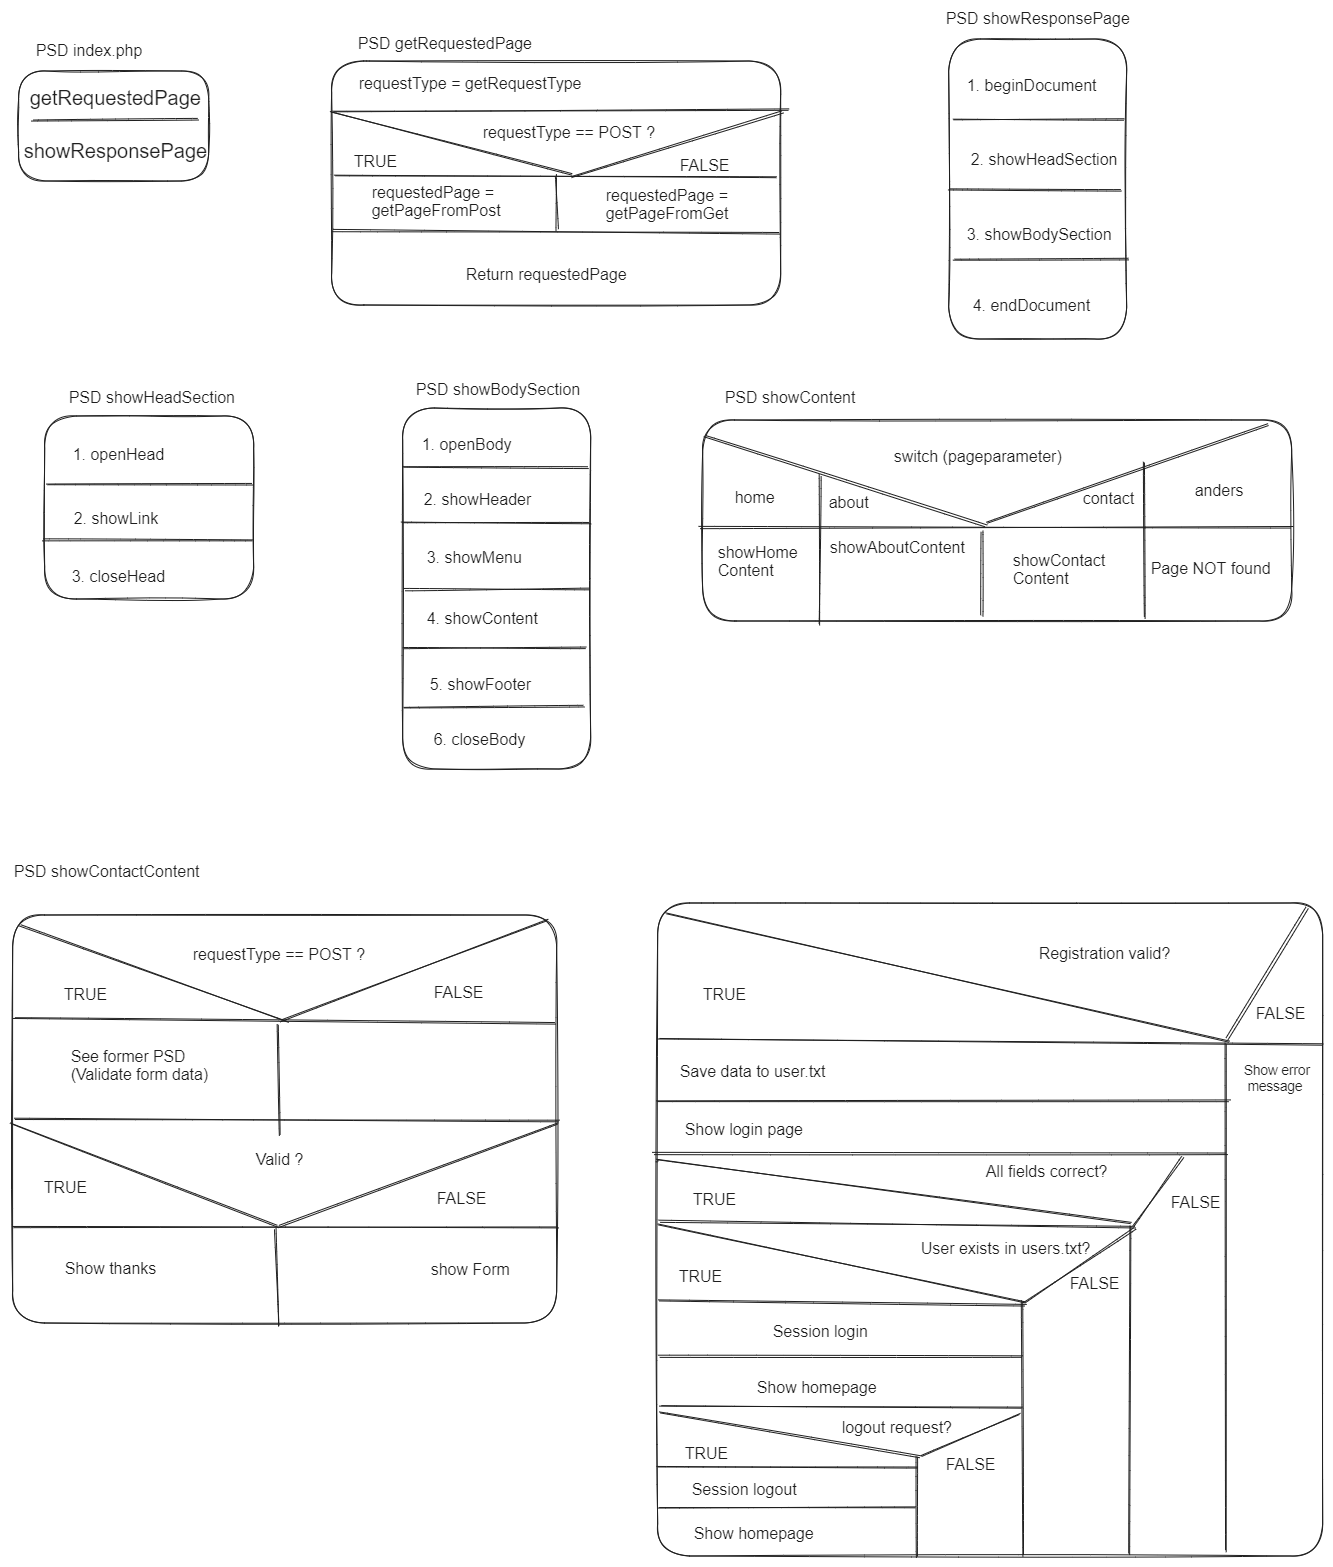 PSD index.php
getRequestedPage
showResponsePage
PSD getRequestedPage
requestType = getRequestType
requestType == POST ?
TRUE
FALSE
requestedPage =
getPageFromPost
requestedPage =
getPageFromGet
Return requestedPage
PSD showResponsePage
1. beginDocument
2. showHeadSection
3. showBodySection
4. endDocument
PSD showHeadSection
1. openHead
2. showLink
3. closeHead
PSD showBodySection
1. openBody
2. showHeader
3. showMenu
4. showContent
5. showFooter
6. closeBody
PSD showContent
switch (pageparameter)
home
about
contact
anders
showHome
Content
showAboutContent
showContact
Content
Page NOT found
PSD showContactContent
requestType == POST ?
TRUE
FALSE
See former PSD
(Validate form data)
Valid ?
TRUE
FALSE
Show thanks
show Form
Registration valid?
TRUE
FALSE
Save data to user.txt
Show error
message
Show login page
All fields correct?
TRUE
FALSE
User exists in users.txt?
TRUE
FALSE
Session login
Show homepage
logout request?
TRUE
FALSE
Session logout
Show homepage